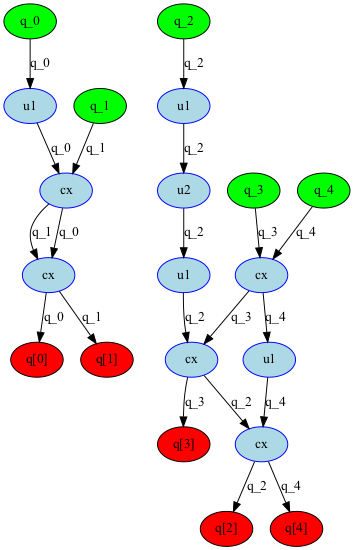 q_0 q_2
q_0 q_2
u1 q_1 u1
q_0 q_1 q_2
cx u2 q_3 q_4
q_1 q_0 q_2 q_3 q_4
cx u1 cx
q_0 q_1 q_2 q_3 q_4
q[0] q[1] cx u1
q_3 q_2 q_4
q[3] cx
q_2 q_4
q[2] q[4]